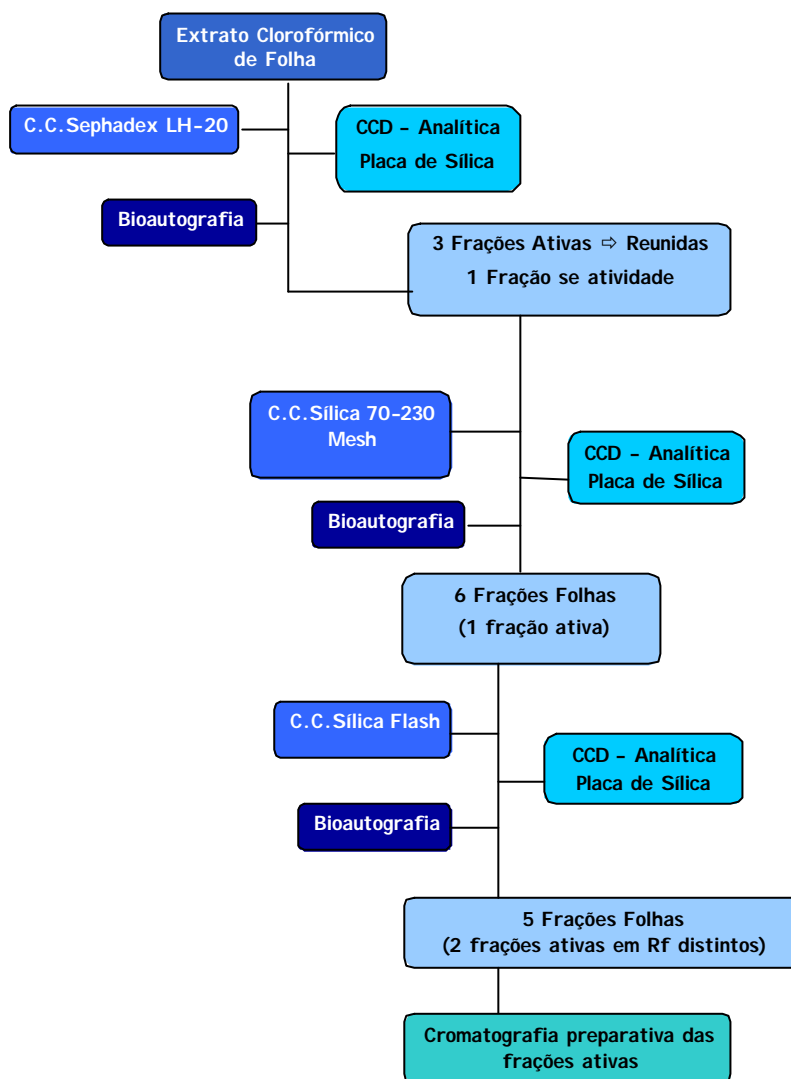 Extrato Clorofórmico
de Folha
C.C.Sephadex LH-20
CCD - Analítica
Placa de Sílica
Bioautografia
3 Frações Ativas ⇨ Reunidas
1 Fração se atividade
C.C.Sílica 70-230
Mesh
CCD - Analítica
Placa de Sílica
Bioautografia
6 Frações Folhas
(1 fração ativa)
C.C.Sílica Flash
CCD - Analítica
Placa de Sílica
Bioautografia
5 Frações Folhas
(2 frações ativas em Rf distintos)
Cromatografia preparativa das
frações ativas